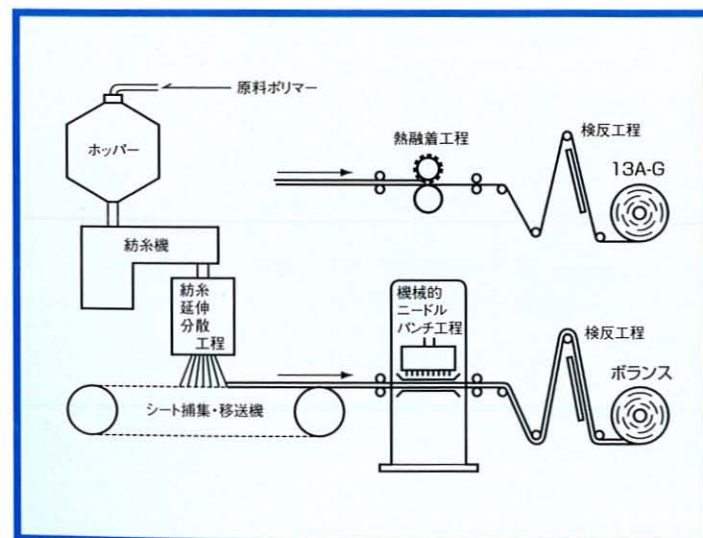 原料ポリマー
ホッパー
紡糸機
紡糸
延伸
分散
工程
シート捕集・移送機
熱融着工程
検反工程
13A-G
機械的
ニードル
パンチ工程
検反工程
ボランス